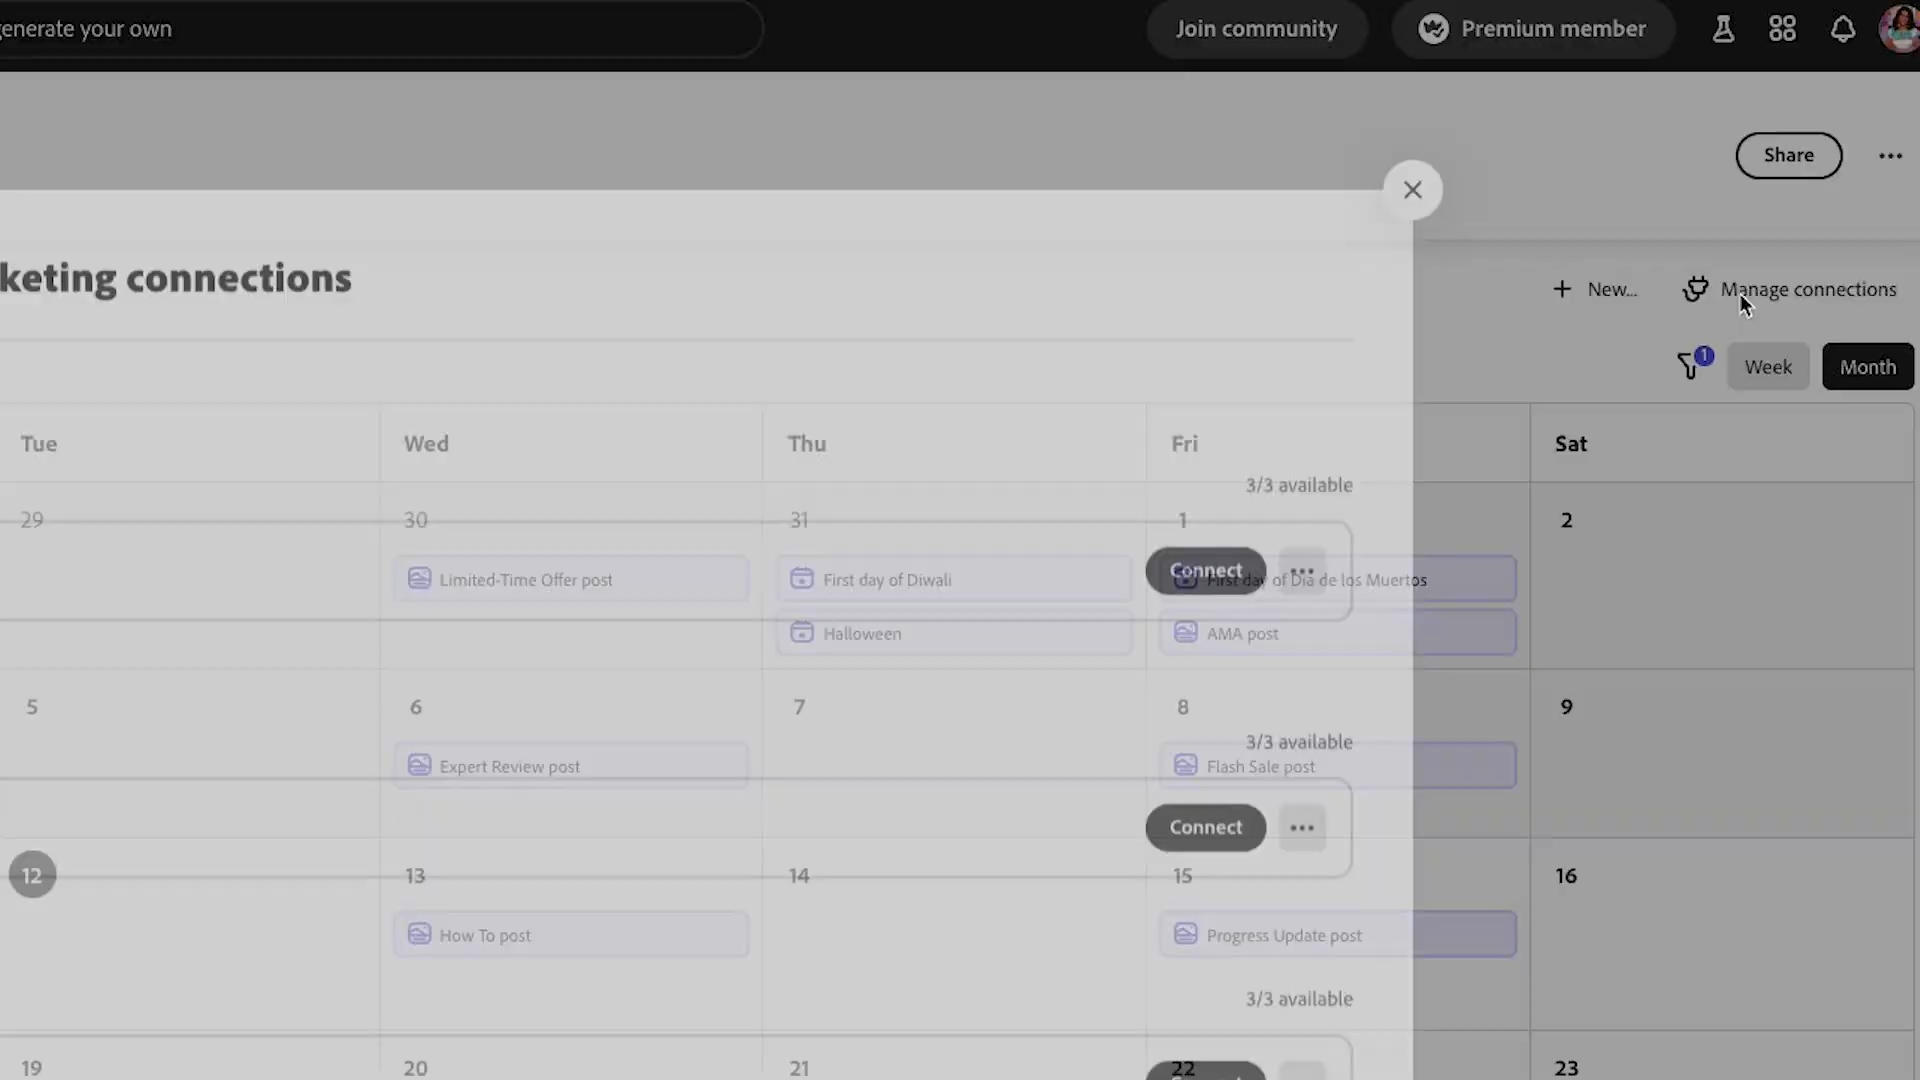 generate your own
Join community
Premium member
Share
keting connections
New...
Manage connections
1
Week
Month
Tue
Wed
Thu
Fri
Sat
3/3 available
29
30
31
1
2
Connect
Limited-Time Offer post
First day of Diwali
First day of Día de los Muertos
Halloween
AMA post
5
6
7
8
9
3/3 available
Expert Review post
Flash Sale post
Connect
12
13
14
15
16
How To post
Progress Update post
3/3 available
19
20
21
22
23